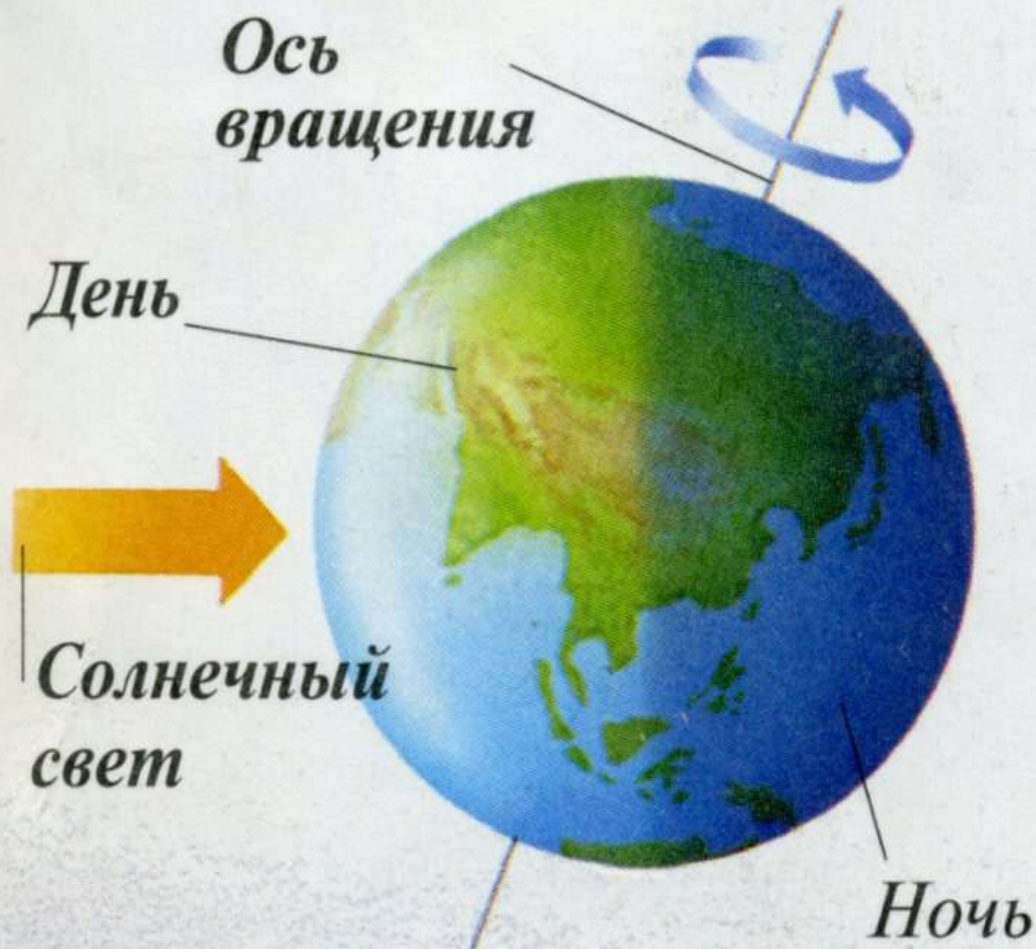 Ось
вращения
День
Солнечный
свет
Ночь